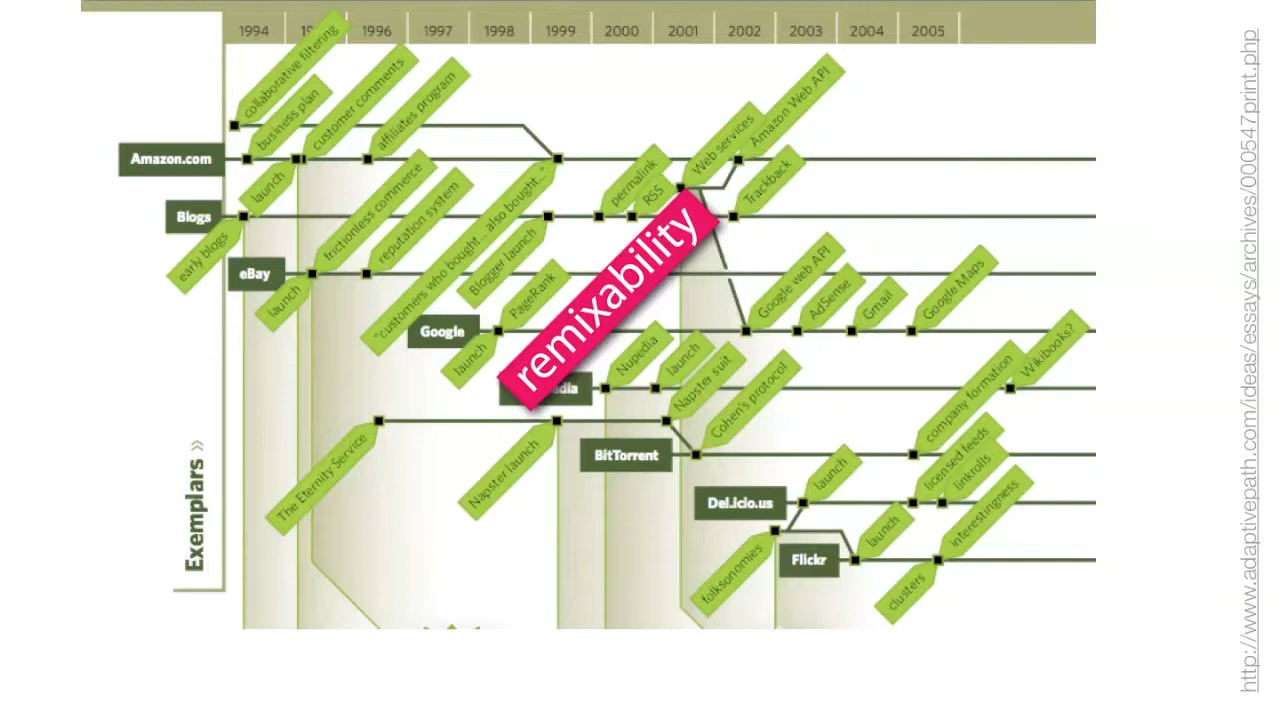 1994 1996 1997 1998 1999 2000 2001 2002 2003 2004 2005
collaborative filtering
business plan
customer comments
affiliates program
Web services
Amazon Web API
Amazon.com
launch
frictionless commerce
reputation system
"customers who bought... also bought..."
permalink
RSS
Trackback
Blogs
early blogs
Blogger launch
eBay
launch
PageRank
remixability
Google web API
AdSense
Gmail
Google Maps
Google
launch
Nupedia
launch
Napster suit
Cohen's protocol
company formation
Wikibooks?
The Eternity Service
Napster launch
BitTorrent
launch
licensed feeds
linkrolls
Del.icio.us
folksonomies
launch
interestingness
Flickr
clusters
Exemplars »
http://www.adaptivepath.com/ideas/essays/archives/000547print.php